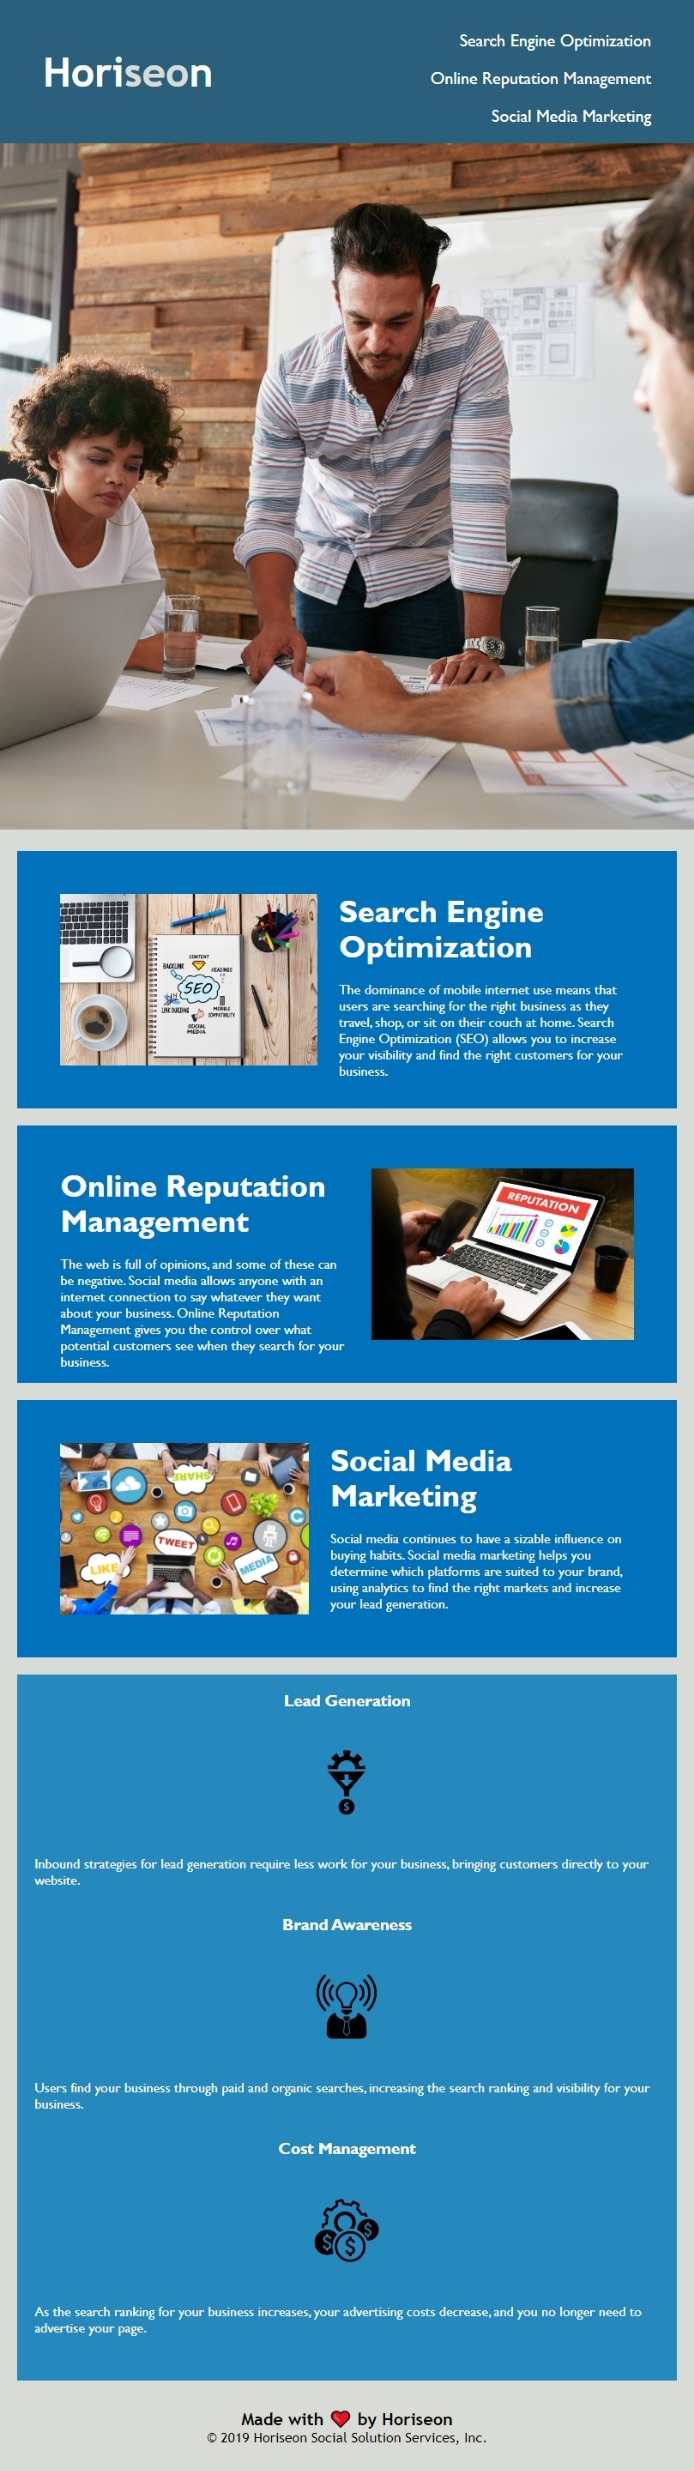 Horiseon
Search Engine Optimization
Online Reputation Management
Social Media Marketing
CONTENT
BACKLINK
HEADINGS
SEO
LINK BUILDING
MOBILE
COMPATIBILITY
SOCIAL
MEDIA
Search Engine
Optimization
The dominance of mobile internet use means that
users are searching for the right business as they
travel, shop, or sit on their couch at home. Search
Engine Optimization (SEO) allows you to increase
your visibility and find the right customers for your
business.
Online Reputation
Management
The web is full of opinions, and some of these can
be negative. Social media allows anyone with an
internet connection to say whatever they want
about your business. Online Reputation
Management gives you the control over what
potential customers see when they search for your
business.
REPUTATION
SHARE
TWEET
LIKE
MEDIA
Social Media
Marketing
Social media continues to have a sizable influence on
buying habits. Social media marketing helps you
determine which platforms are suited to your brand,
using analytics to find the right markets and increase
your lead generation.
Lead Generation
$
Inbound strategies for lead generation require less work for your business, bringing customers directly to your
website.
Brand Awareness
Users find your business through paid and organic searches, increasing the search ranking and visibility for your
business.
Cost Management
$ $ $
As the search ranking for your business increases, your advertising costs decrease, and you no longer need to
advertise your page.
Made with ❤️ by Horiseon
© 2019 Horiseon Social Solution Services, Inc.